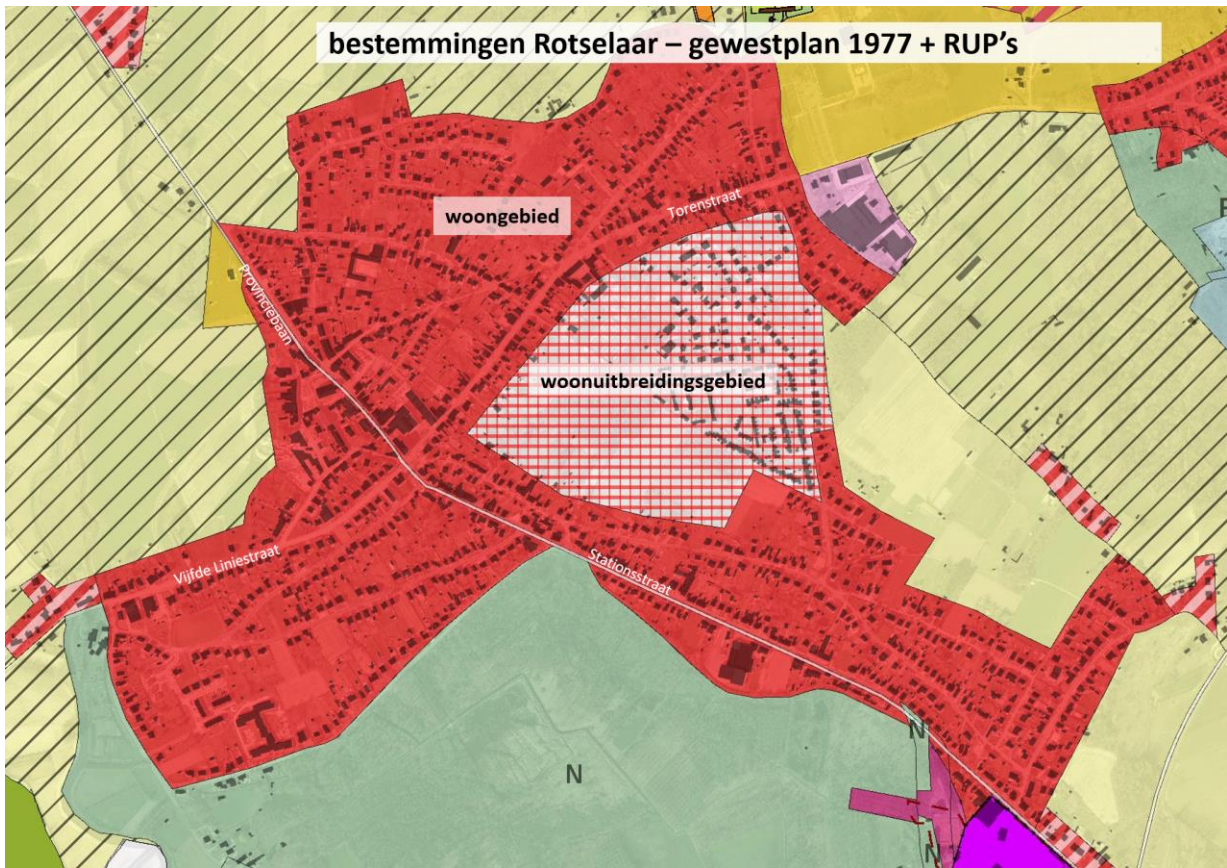 bestemmingen Rotselaar – gewestplan 1977 + RUP's
woongebied
Torenstraat
Provinciebaan
woonuitbreidingsgebied
Vijfde Liniestraat
Stationsstraat
N
N
N